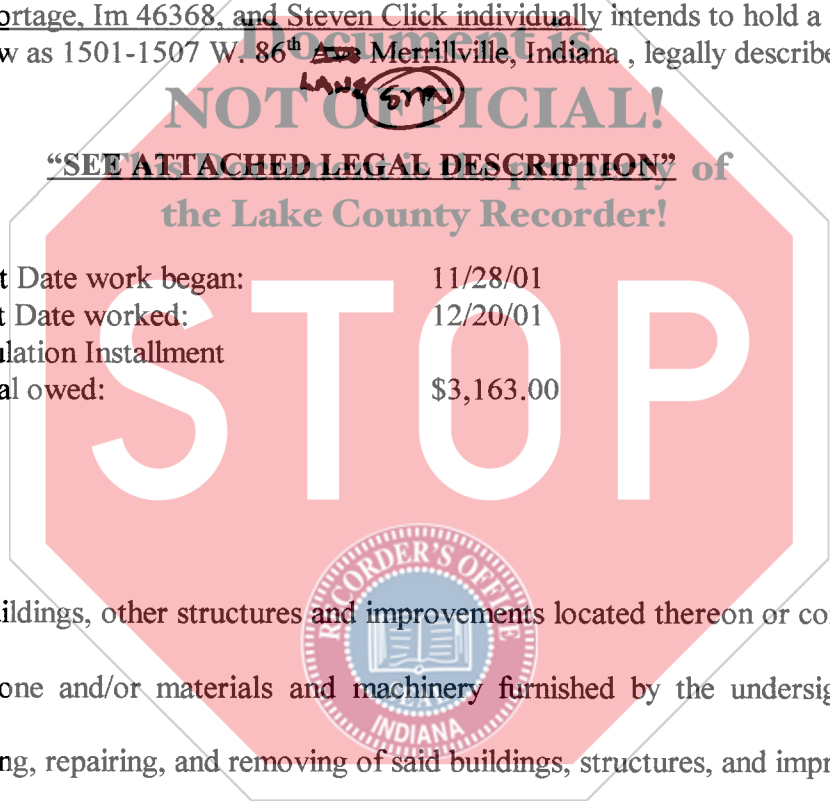 ortage, Im 46368, and Steven Click individually intends to hold a
w as 1501-1507 W. 86th Ave Merrillville, Indiana , legally describe
LANE
Document is
NOT OFFICIAL!
"SEE ATTACHED LEGAL DESCRIPTION"
This Document is the property of
the Lake County Recorder!
t Date work began: 11/28/01
t Date worked: 12/20/01
ulation Installment
al owed: $3,163.00
STOP
RECORDER'S OFFICE
SEAL
INDIANA
ildings, other structures and improvements located thereon or co
one and/or materials and machinery furnished by the undersig
ng, repairing, and removing of said buildings, structures, and impr